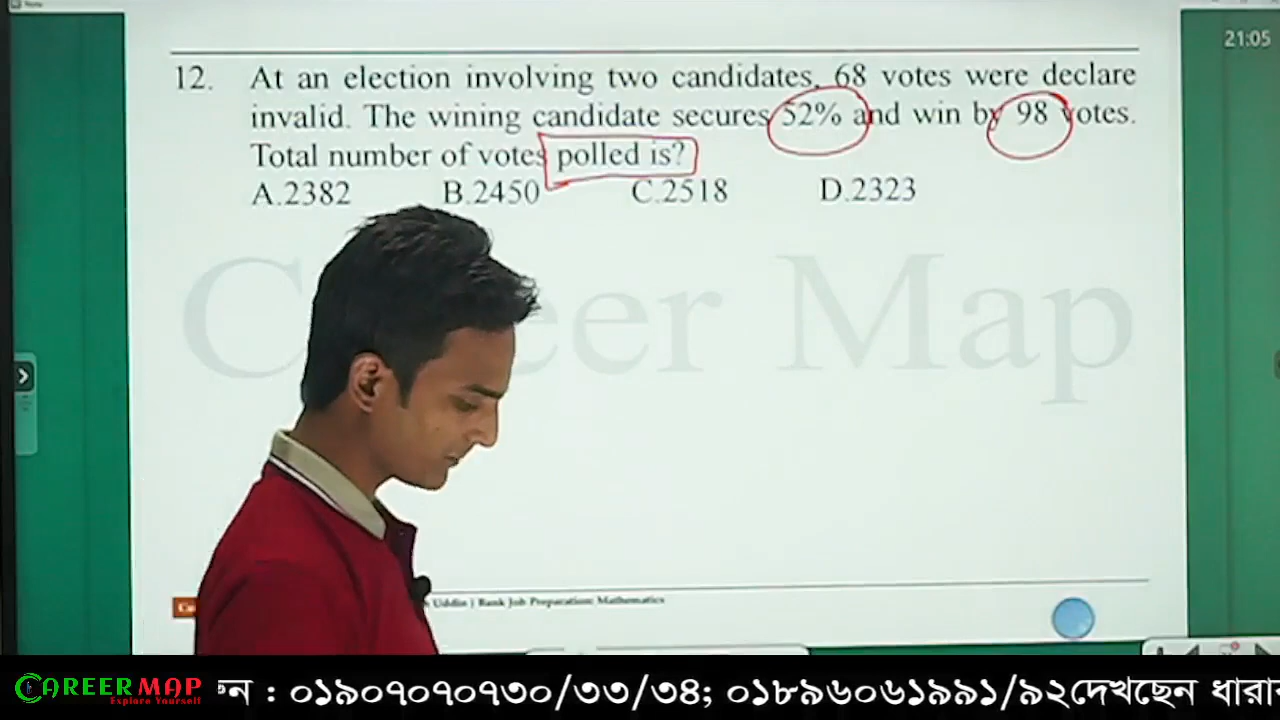 21:05
12. At an election involving two candidates, 68 votes were declare
invalid. The wining candidate secures 52% and win by 98 votes.
Total number of votes polled is?
A.2382 B.2450 C.2518 D.2323
Career Map
Uddin | Bank Job Preparation: Mathematics
CAREER MAP
Explore Yourself
: ০১৯০৭০৭০৭৩০/৩৩/৩৪; ০১৮৯৬০৬১৯৯১/৯২দেখছেন